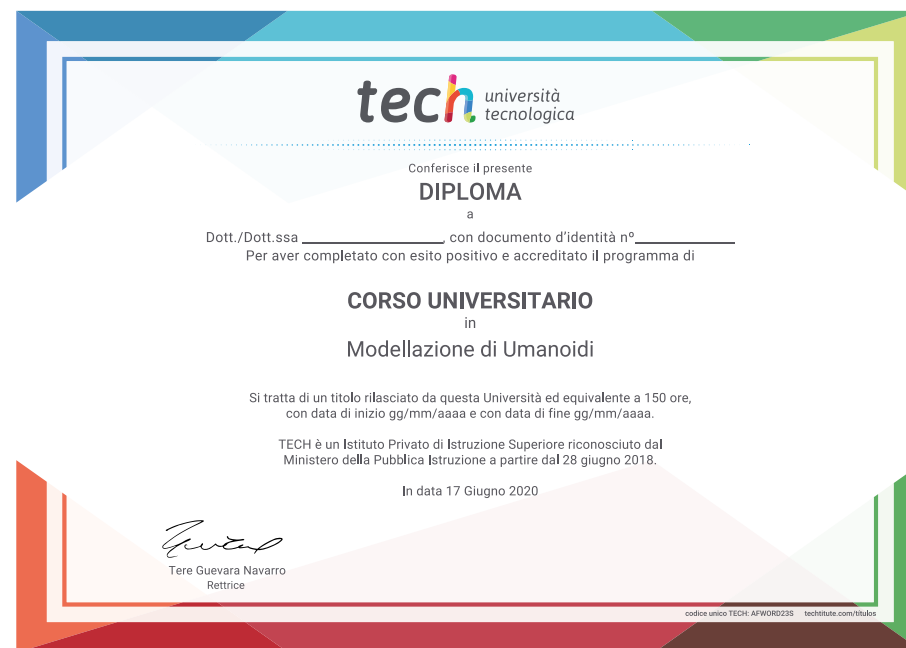 tech università
tecnologica
Conferisce il presente
DIPLOMA
a
Dott./Dott.ssa ____________________, con documento d'identità nº______________
Per aver completato con esito positivo e accreditato il programma di
CORSO UNIVERSITARIO
in
Modellazione di Umanoidi
Si tratta di un titolo rilasciato da questa Università ed equivalente a 150 ore,
con data di inizio gg/mm/aaaa e con data di fine gg/mm/aaaa.
TECH è un Istituto Privato di Istruzione Superiore riconosciuto dal
Ministero della Pubblica Istruzione a partire dal 28 giugno 2018.
In data 17 Giugno 2020
Tere Guevara Navarro
Rettrice
codice unico TECH: AFWORD23S techtitute.com/titulos